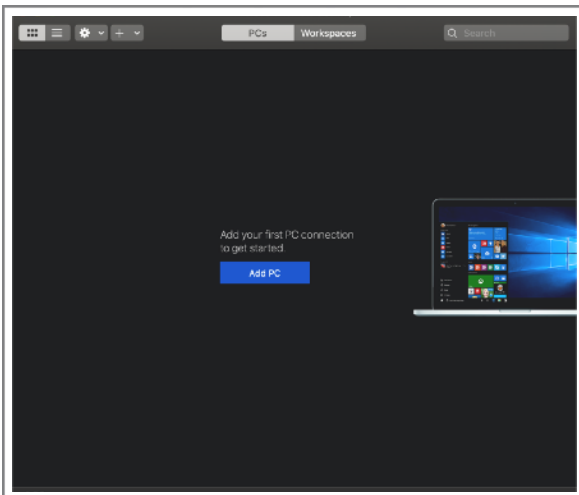 PCs
Workspaces
Search
Add your first PC connection
to get started.
Add PC